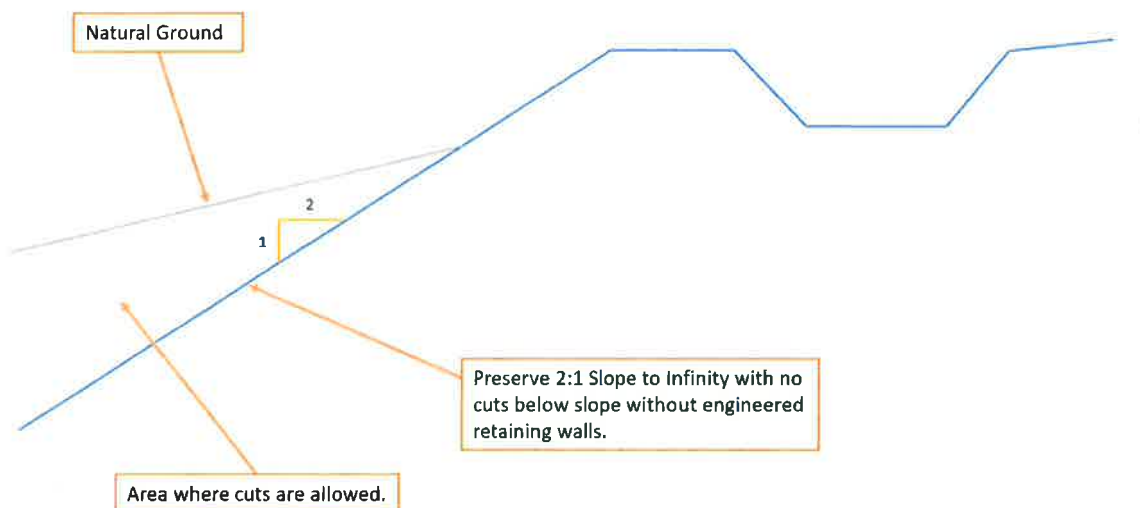 Natural Ground
2
1
Preserve 2:1 Slope to Infinity with no
cuts below slope without engineered
retaining walls.
Area where cuts are allowed.